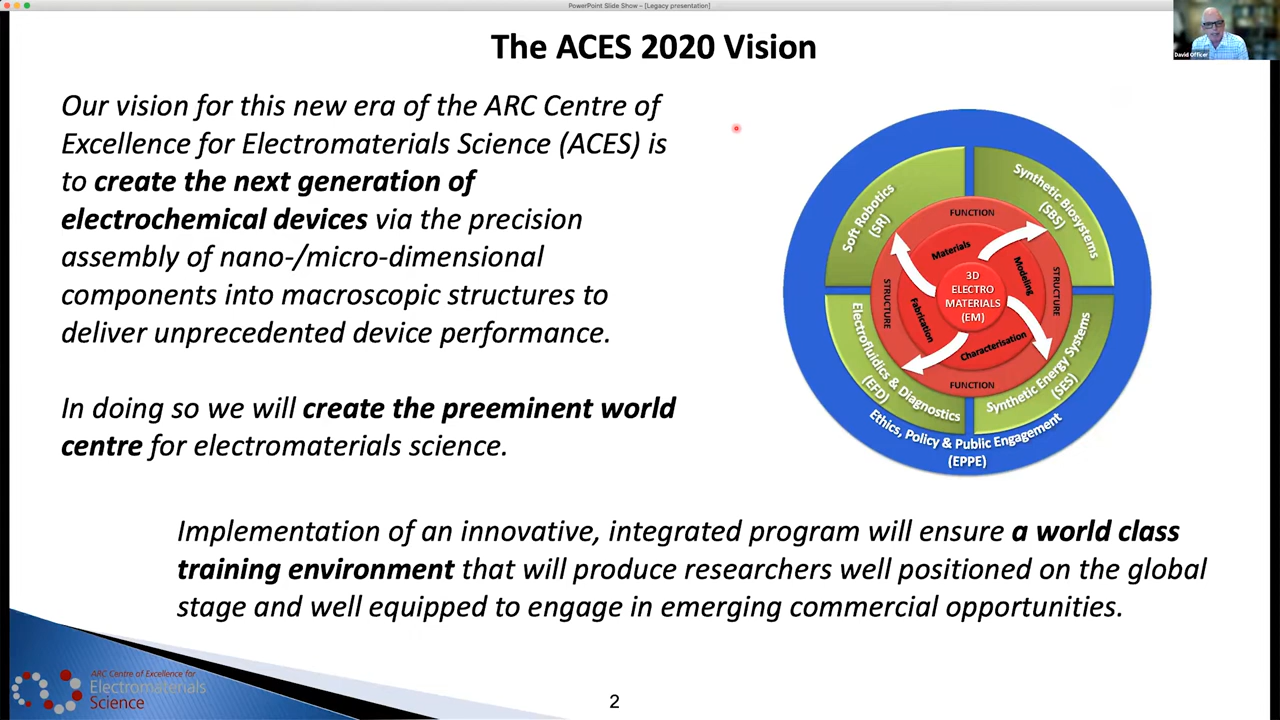 PowerPoint Slide Show – [Legacy presentation]
David Officer
The ACES 2020 Vision
Our vision for this new era of the ARC Centre of
Excellence for Electromaterials Science (ACES) is
to create the next generation of
electrochemical devices via the precision
assembly of nano-/micro-dimensional
components into macroscopic structures to
deliver unprecedented device performance.
In doing so we will create the preeminent world
centre for electromaterials science.
Soft Robotics
(SR)
Synthetic Biosystems
(SBS)
FUNCTION
Materials
Modeling
STRUCTURE
STRUCTURE
3D
ELECTRO
MATERIALS
(EM)
Fabrication
Characterisation
FUNCTION
Electrofluidics & Diagnostics
(EFD)
Synthetic Energy Systems
(SES)
Ethics, Policy & Public Engagement
(EPPE)
Implementation of an innovative, integrated program will ensure a world class
training environment that will produce researchers well positioned on the global
stage and well equipped to engage in emerging commercial opportunities.
ARC Centre of Excellence for
Electromaterials
Science
2